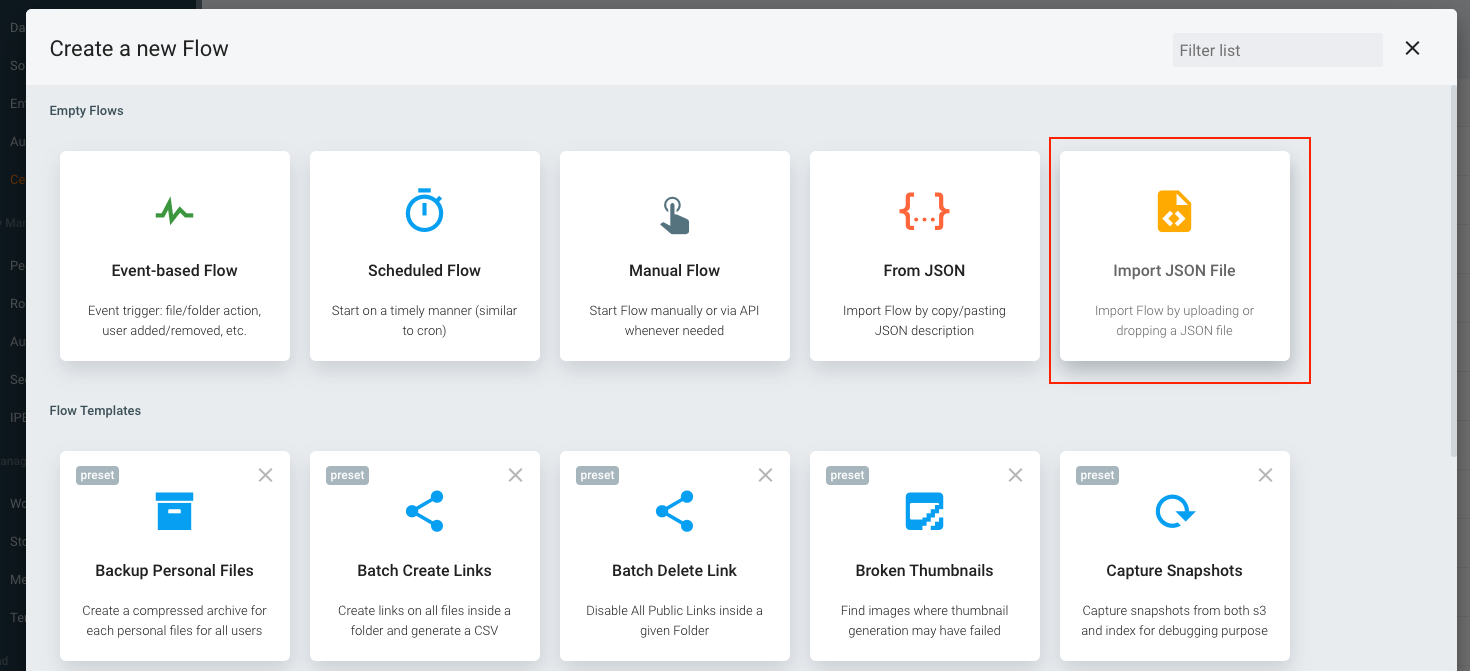 Create a new Flow
Filter list
Empty Flows
Event-based Flow
Event trigger: file/folder action,
user added/removed, etc.
Scheduled Flow
Start on a timely manner (similar
to cron)
Manual Flow
Start Flow manually or via API
whenever needed
{...}
From JSON
Import Flow by copy/pasting
JSON description
Import JSON File
Import Flow by uploading or
dropping a JSON file
Flow Templates
preset
Backup Personal Files
Create a compressed archive for
each personal files for all users
preset
Batch Create Links
Create links on all files inside a
folder and generate a CSV
preset
Batch Delete Link
Disable All Public Links inside a
given Folder
preset
Broken Thumbnails
Find images where thumbnail
generation may have failed
preset
Capture Snapshots
Capture snapshots from both s3
and index for debugging purpose